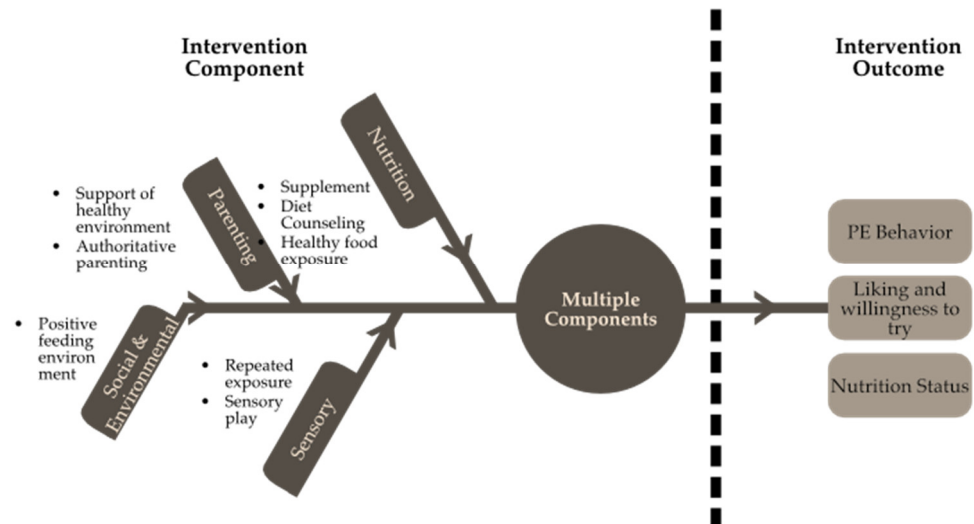 Intervention
Component
Intervention
Outcome
Nutrition
Parenting
• Support of
healthy
environment
• Authoritative
parenting
• Supplement
• Diet
Counseling
• Healthy food
exposure
Social &
Environmental
• Positive
feeding
environ
ment
Sensory
• Repeated
exposure
• Sensory
play
Multiple
Components
PE Behavior
Liking and
willingness to
try
Nutrition Status